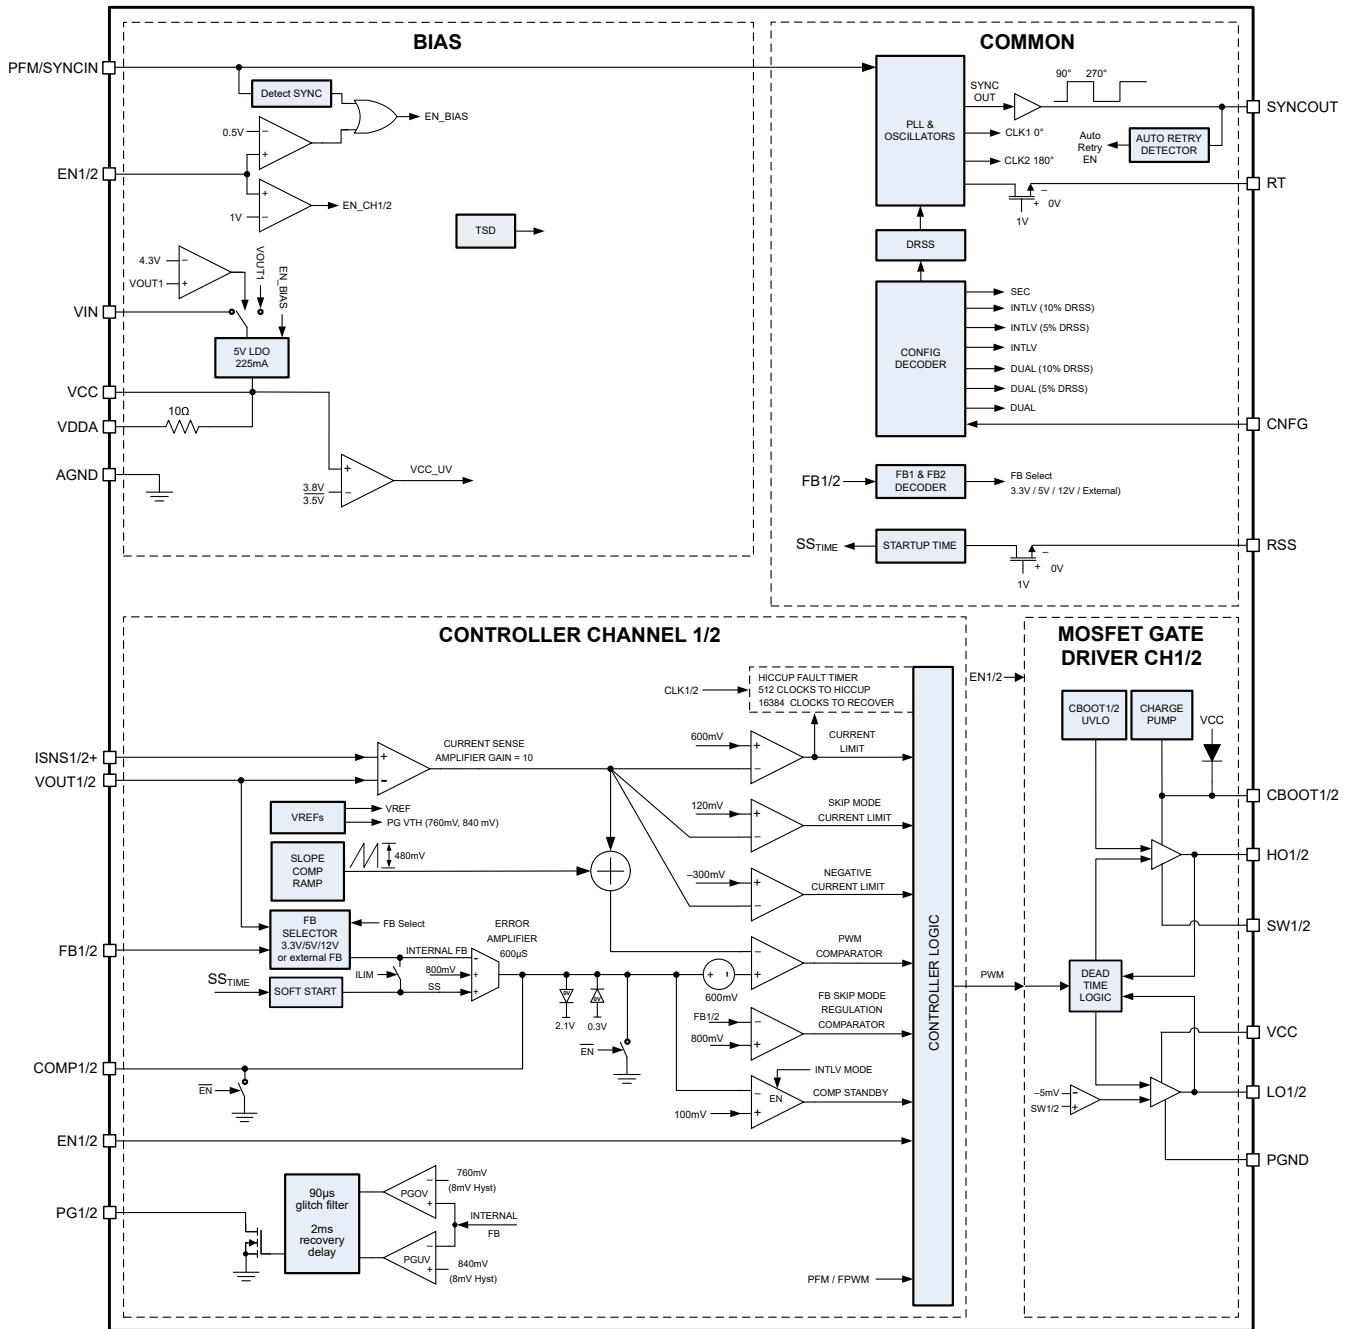 BIAS
PFM/SYNCIN
Detect SYNC
EN_BIAS
0.5V
−
+
EN1/2
+
1V
−
EN_CH1/2
TSD
4.3V
−
VOUT1
+
VOUT1
EN_BIAS
VIN
5V LDO
225mA
VCC
10Ω
VDDA
AGND
+
3.8V
3.5V
−
VCC_UV
COMMON
PLL &
OSCILLATORS
SYNC
OUT
90° 270°
SYNCOUT
CLK1 0°
Auto
Retry
EN
AUTO RETRY
DETECTOR
CLK2 180°
RT
−
+ 0V
1V
DRSS
CONFIG
DECODER
SEC
INTLV (10% DRSS)
INTLV (5% DRSS)
INTLV
DUAL (10% DRSS)
DUAL (5% DRSS)
DUAL
CNFG
FB1/2
FB1 & FB2
DECODER
FB Select
3.3V / 5V / 12V / External)
SSTIME
STARTUP TIME
−
+ 0V
1V
RSS
CONTROLLER CHANNEL 1/2
CLK1/2
HICCUP FAULT TIMER
512 CLOCKS TO HICCUP
16384 CLOCKS TO RECOVER
ISNS1/2+
VOUT1/2
+
-
CURRENT SENSE
AMPLIFIER GAIN = 10
600mV
+
−
CURRENT
LIMIT
VREFs
VREF
PG VTH (760mV, 840 mV)
120mV
+
−
SKIP MODE
CURRENT LIMIT
SLOPE
COMP
RAMP
480mV
–300mV
+
−
NEGATIVE
CURRENT LIMIT
FB
SELECTOR
3.3V/5V/12V
or external FB
FB Select
FB1/2
INTERNAL FB
ERROR
AMPLIFIER
600µS
ILIM
800mV
SS
-
+
+
SSTIME
SOFT START
2.1V
0.3V
EN
+
600mV
−
+
PWM
COMPARATOR
FB1/2
800mV
−
+
FB SKIP MODE
REGULATION
COMPARATOR
COMP1/2
EN
INTLV MODE
−
EN
+
100mV
COMP STANDBY
EN1/2
PG1/2
90µs
glitch filter
2ms
recovery
delay
PGOV
−
+
760mV
(8mV Hyst)
INTERNAL
FB
PGUV
−
+
840mV
(8mV Hyst)
PFM / FPWM
CONTROLLER LOGIC
EN1/2
PWM
MOSFET GATE
DRIVER CH1/2
CBOOT1/2
UVLO
CHARGE
PUMP
VCC
CBOOT1/2
HO1/2
SW1/2
DEAD
TIME
LOGIC
VCC
–5mV
−
SW1/2
+
LO1/2
PGND